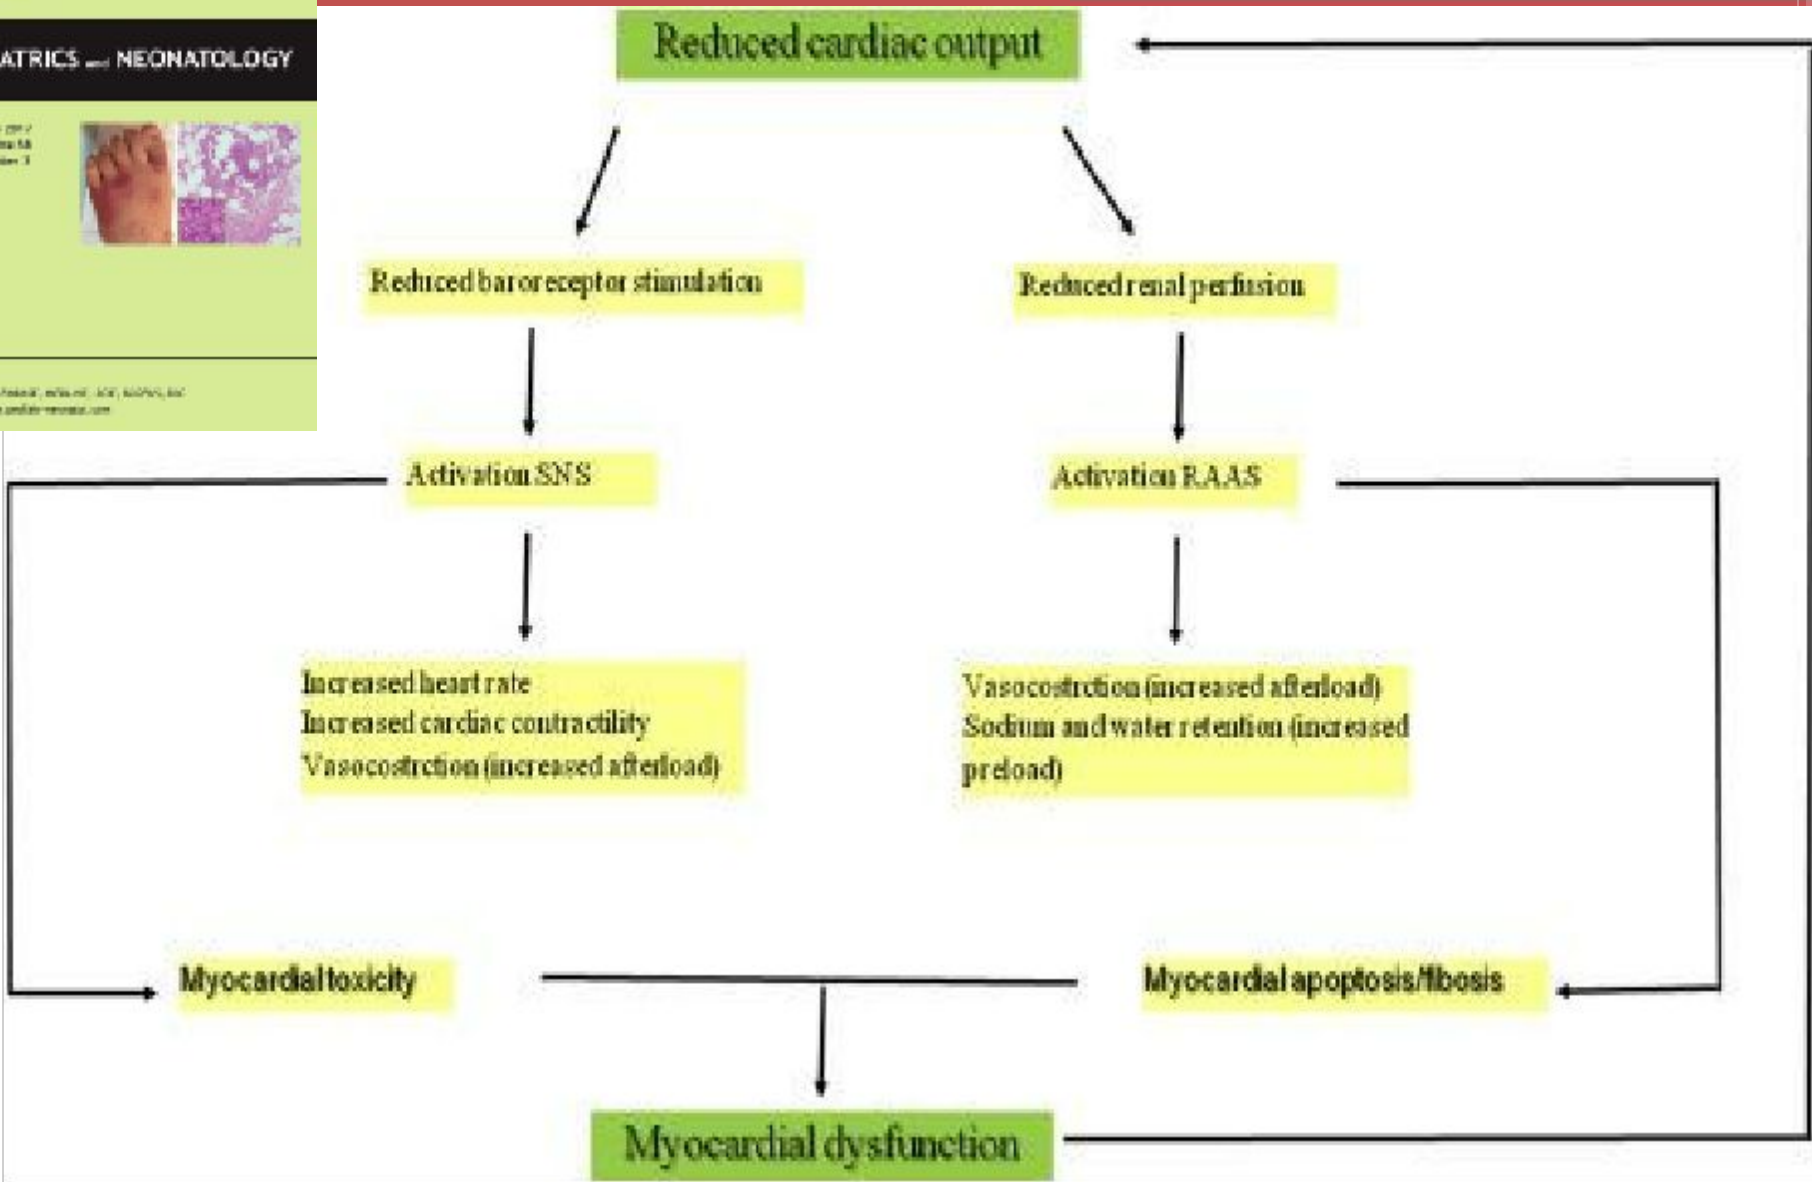 ATRICS and NEONATOLOGY
Reduced cardiac output
Reduced baroreceptor stimulation
Reduced renal perfusion
Activation SNS
Activation RAAS
Increased heart rate
Increased cardiac contractility
Vasocostrction (increased afterload)
Vasocostrction (increased afterload)
Sodium and water retention (increased
preload)
Myocardial toxicity
Myocardial apoptosis/fibosis
Myocardial dysfunction